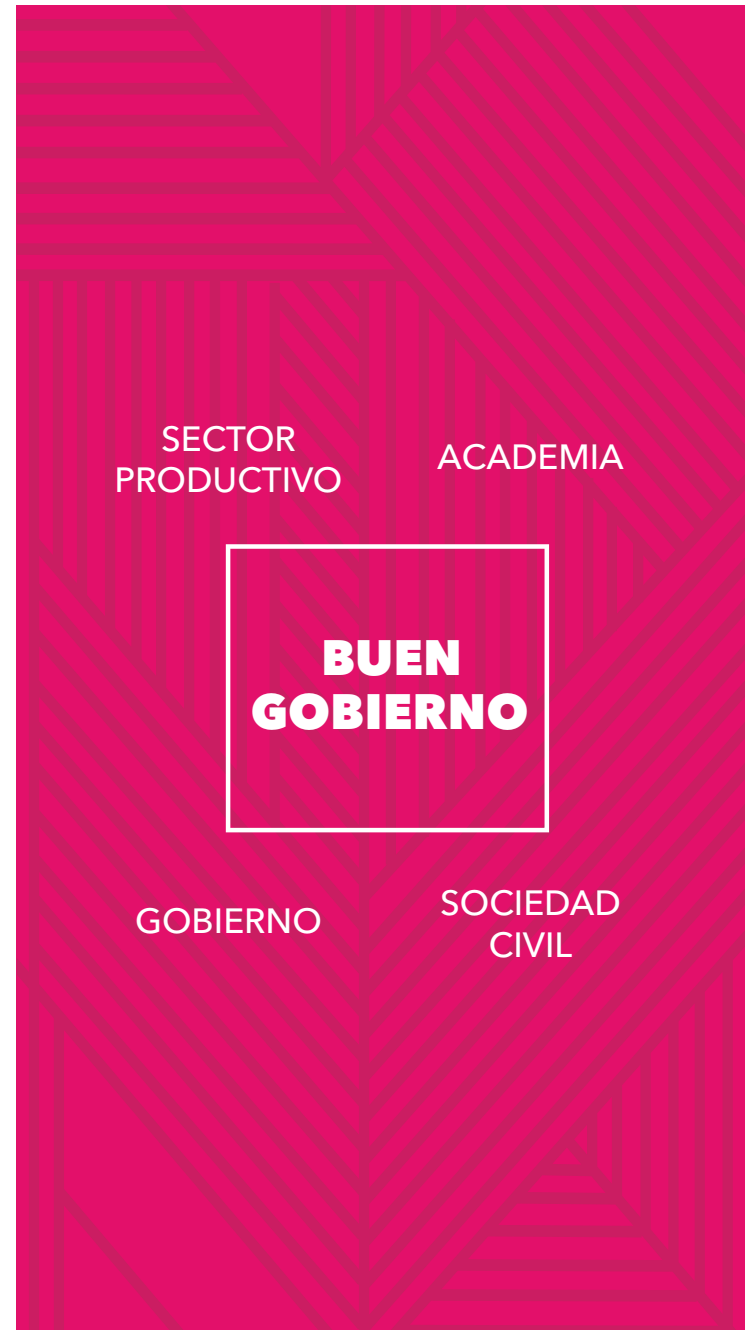 SECTOR
PRODUCTIVO
ACADEMIA
BUEN
GOBIERNO
GOBIERNO
SOCIEDAD
CIVIL